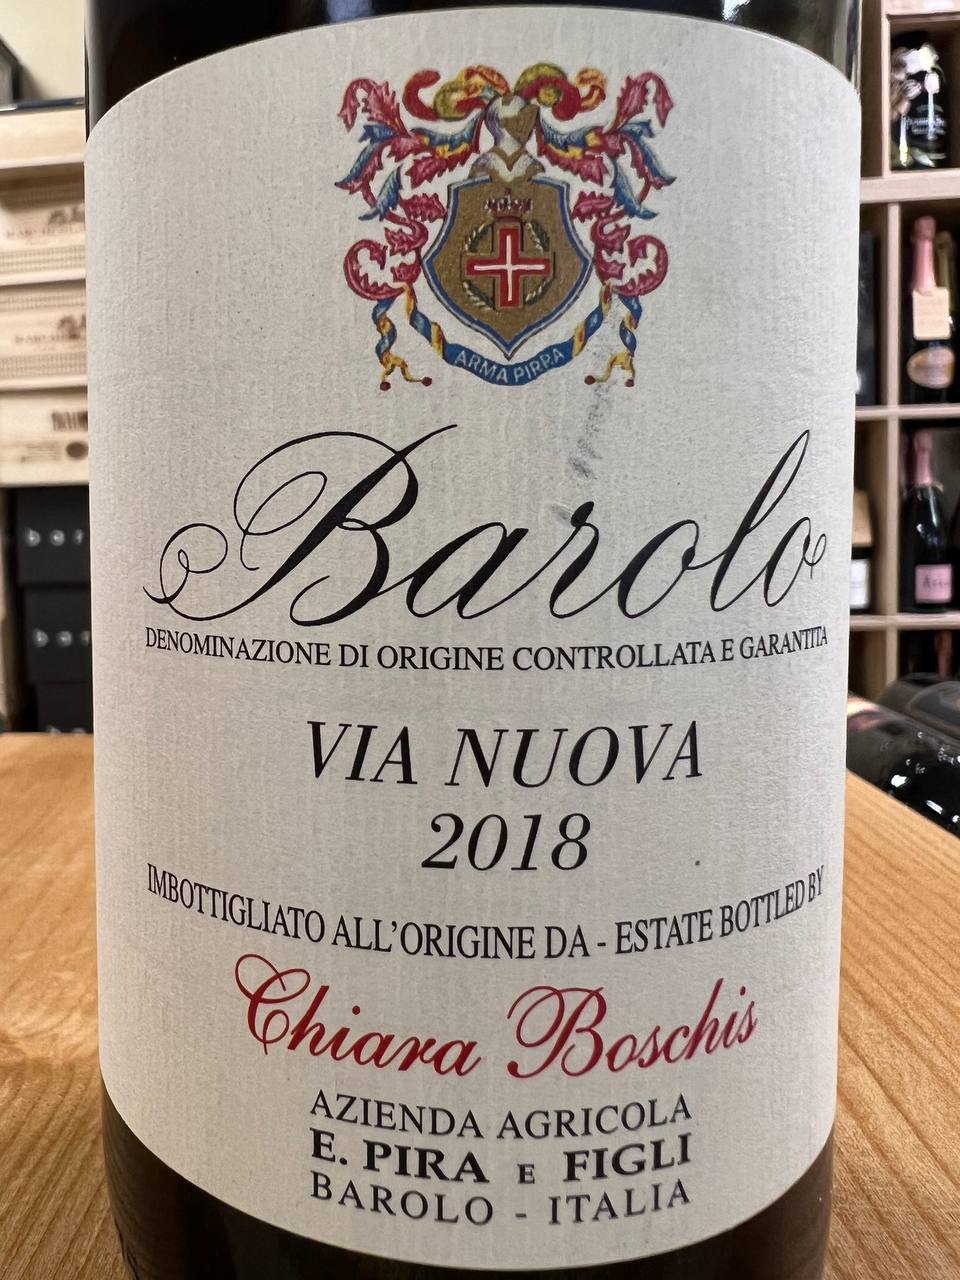 ARMA PIRRA
Barolo
DENOMINAZIONE DI ORIGINE CONTROLLATA E GARANTITA
VIA NUOVA
2018
IMBOTTIGLIATO ALL'ORIGINE DA - ESTATE BOTTLED BY
Chiara Boschis
AZIENDA AGRICOLA
E. PIRA E FIGLI
BAROLO - ITALIA